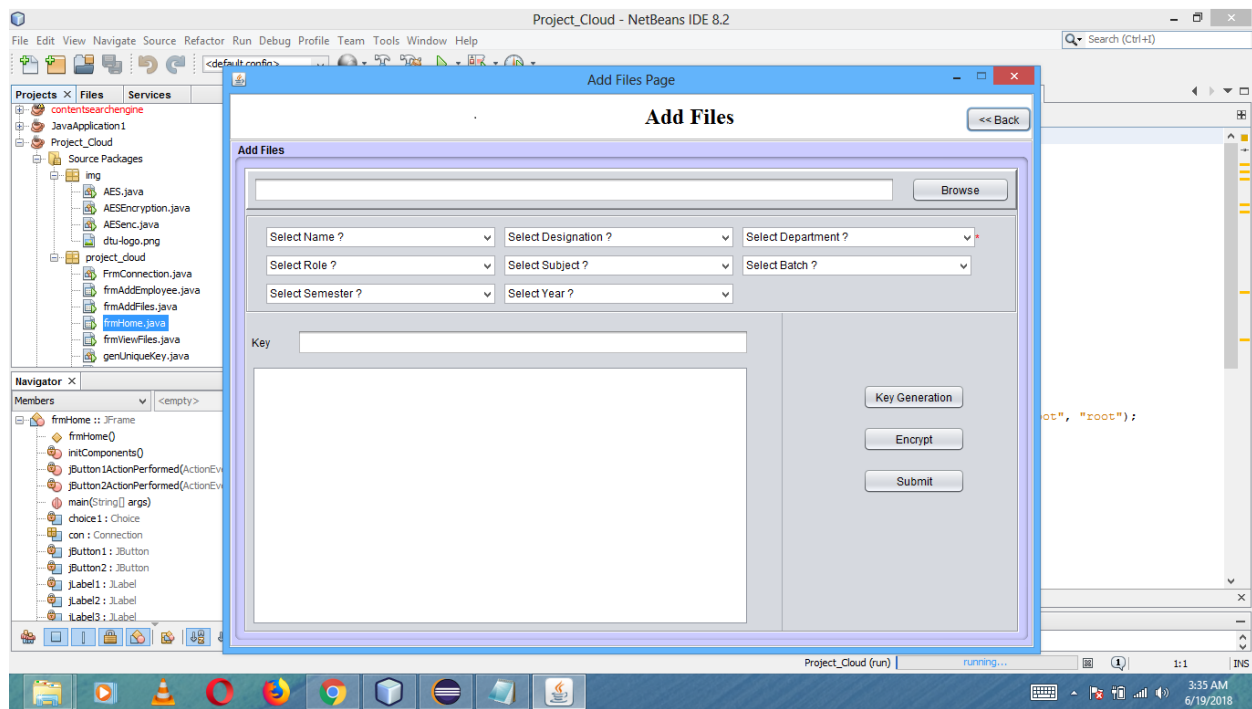 Project_Cloud - NetBeans IDE 8.2
File Edit View Navigate Source Refactor Run Debug Profile Team Tools Window Help
Search (Ctrl+I)
Add Files Page
Projects Files Services
Add Files
<< Back
contentsearchengine
JavaApplication1
Project_Cloud
Source Packages
img
AES.java
AESEncryption.java
AESenc.java
dtu-logo.png
project_cloud
FrmConnection.java
frmAddEmployee.java
frmAddFiles.java
frmHome.java
frmViewFiles.java
genUniqueKey.java
Add Files
Browse
Select Name ? Select Designation ? Select Department ? *
Select Role ? Select Subject ? Select Batch ?
Select Semester ? Select Year ?
Key
Key Generation
Encrypt
Submit
Navigator
Members <empty>
frmHome :: JFrame
frmHome()
initComponents()
jButton1ActionPerformed(ActionEv
jButton2ActionPerformed(ActionEv
main(String[] args)
choice1 : Choice
con : Connection
jButton1 : JButton
jButton2 : JButton
jLabel1 : JLabel
jLabel2 : JLabel
jLabel3 : JLabel
"root");
Project_Cloud (run) running... 1 1:1 INS
3:35 AM
6/19/2018